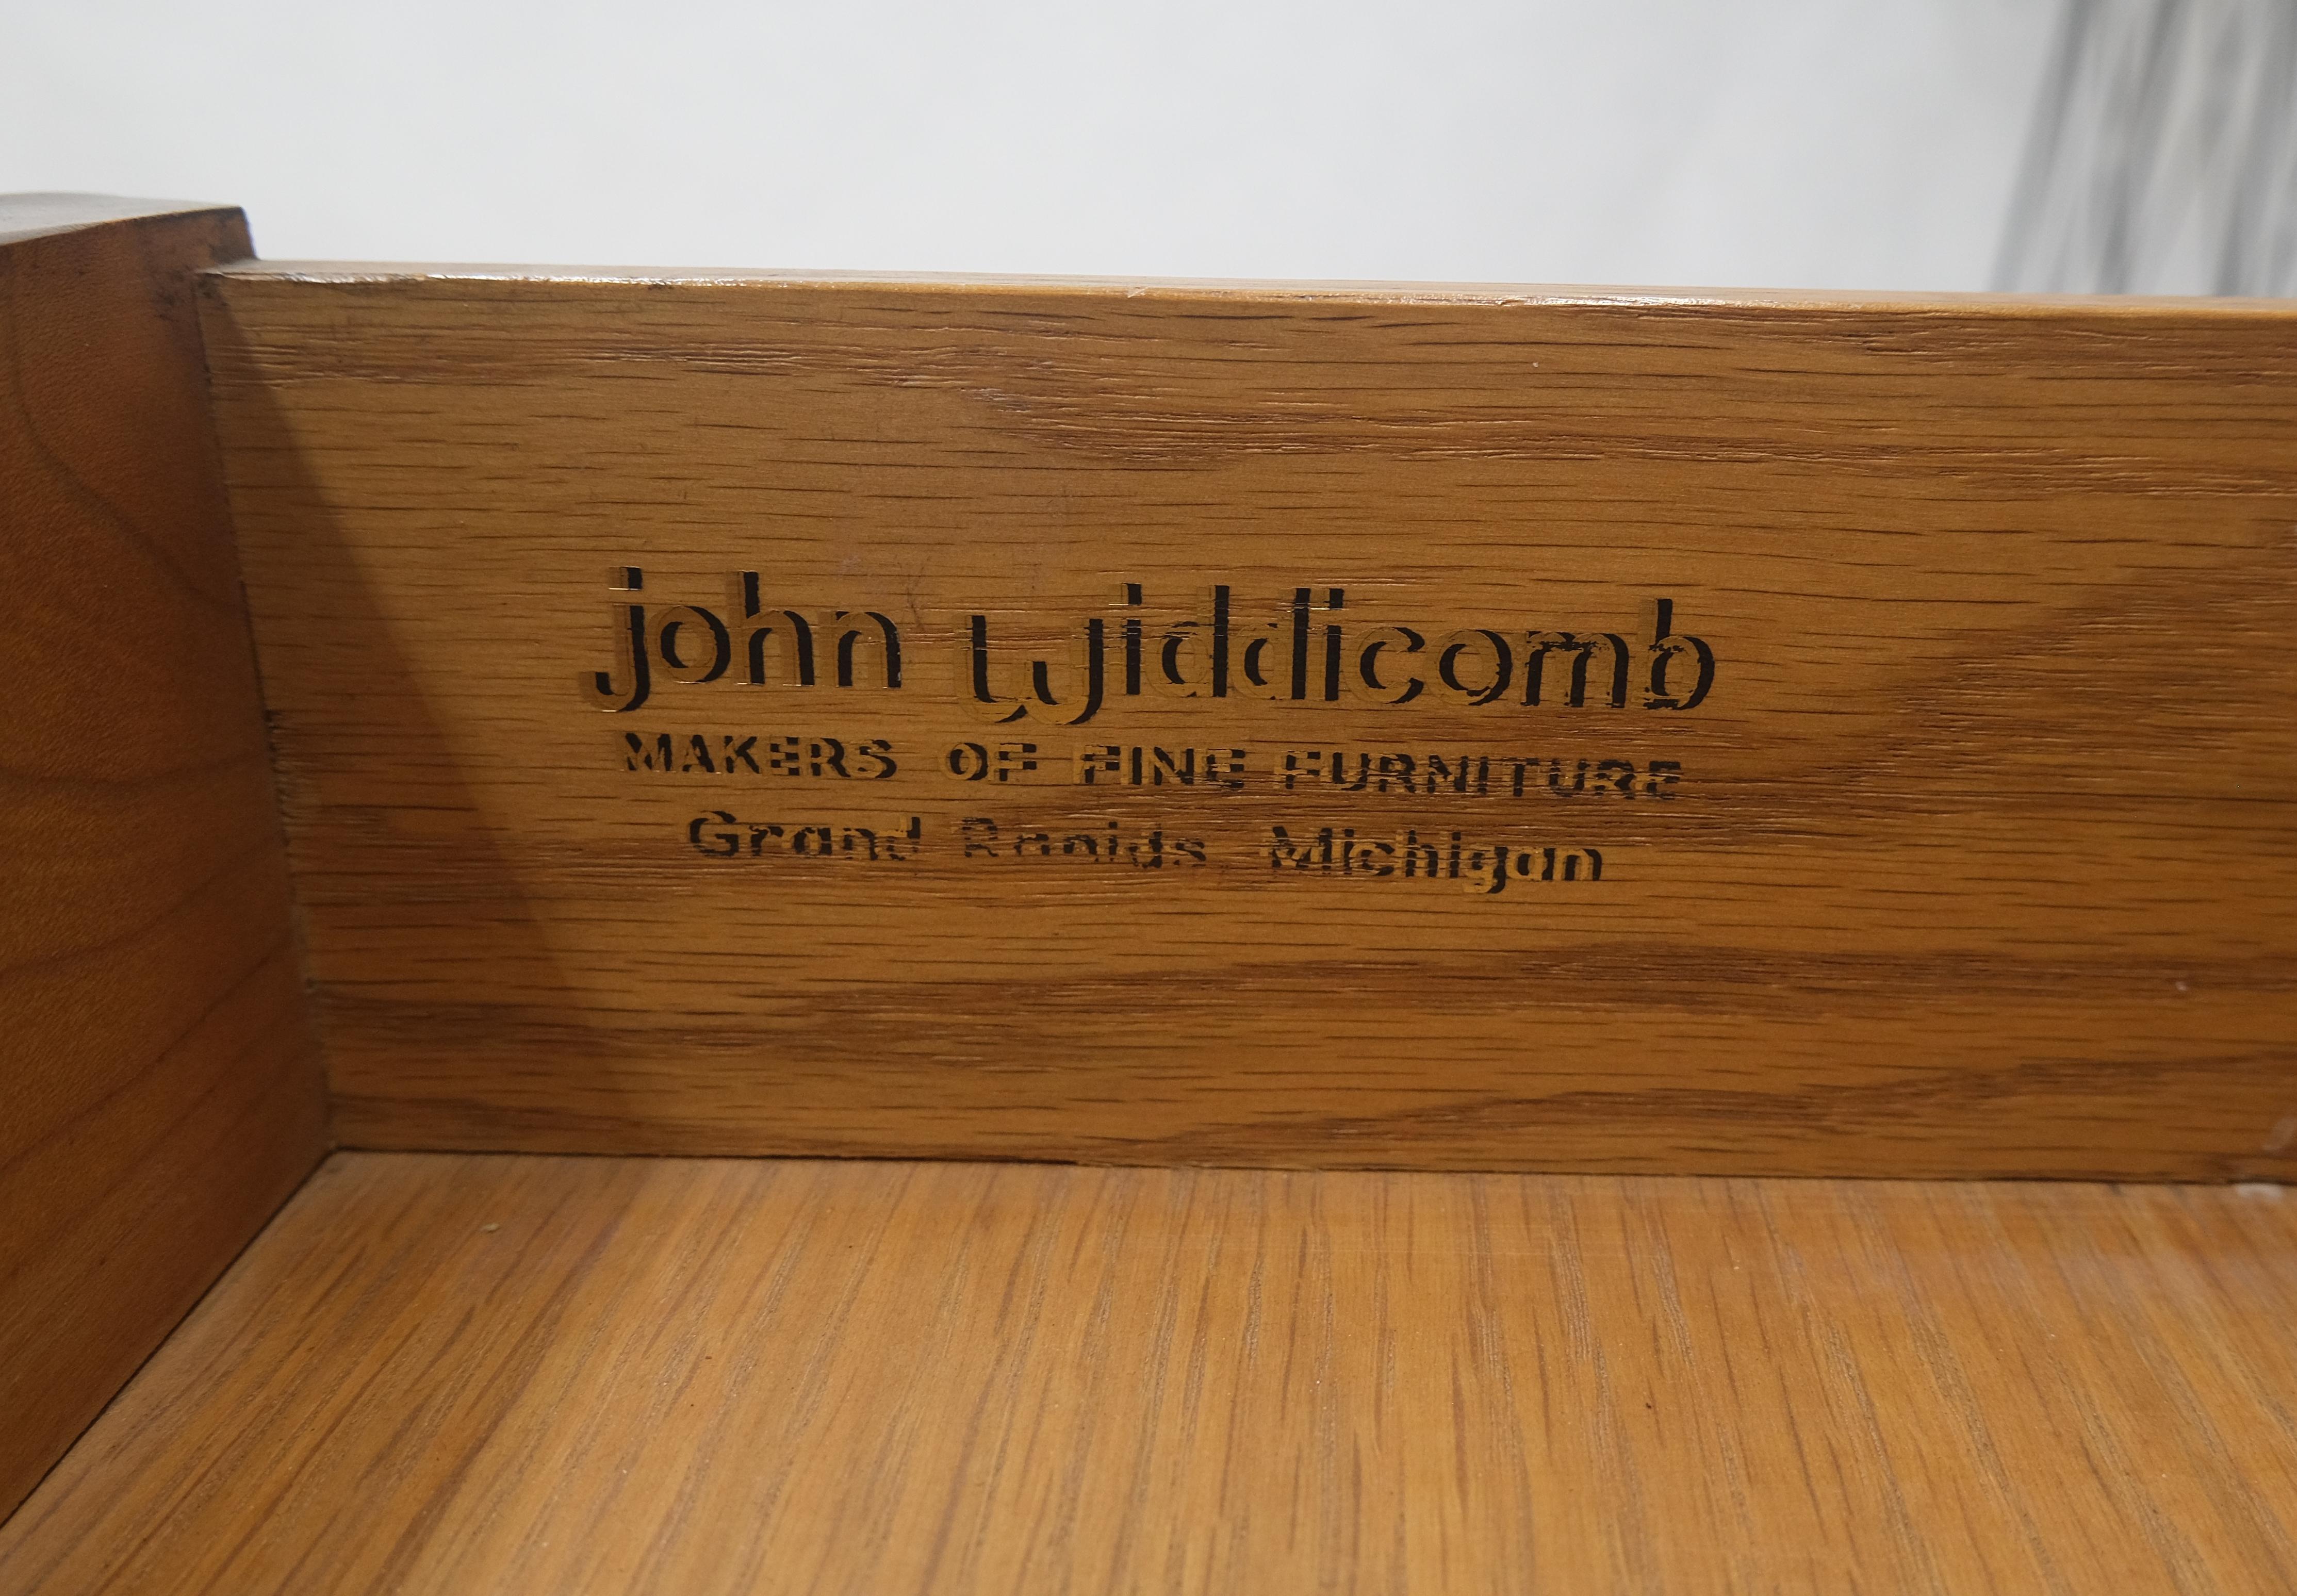 john widdicomb
MAKERS OF FINE FURNITURE
Grand Rapids, Michigan